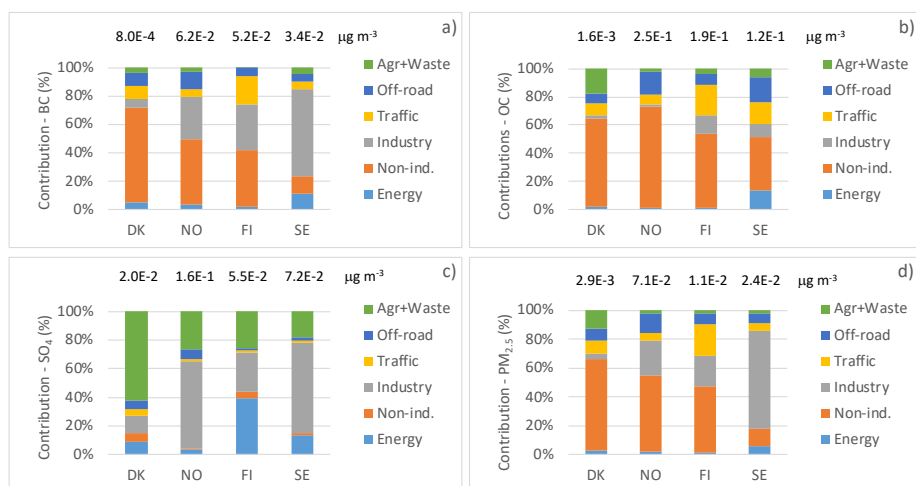 a)
8.0E-4 6.2E-2 5.2E-2 3.4E-2 µg m⁻³
Contribution - BC (%)
100%
80%
60%
40%
20%
0%
DK NO FI SE
Agr+Waste
Off-road
Traffic
Industry
Non-ind.
Energy
b)
1.6E-3 2.5E-1 1.9E-1 1.2E-1 µg m⁻³
Contributions - OC (%)
100%
80%
60%
40%
20%
0%
DK NO FI SE
Agr+Waste
Off-road
Traffic
Industry
Non-ind.
Energy
c)
2.0E-2 1.6E-1 5.5E-2 7.2E-2 µg m⁻³
Contribution - SO₄ (%)
100%
80%
60%
40%
20%
0%
DK NO FI SE
Agr+Waste
Off-road
Traffic
Industry
Non-ind.
Energy
d)
2.9E-3 7.1E-2 1.1E-2 2.4E-2 µg m⁻³
Contribution - PM₂.₅ (%)
100%
80%
60%
40%
20%
0%
DK NO FI SE
Agr+Waste
Off-road
Traffic
Industry
Non-ind.
Energy